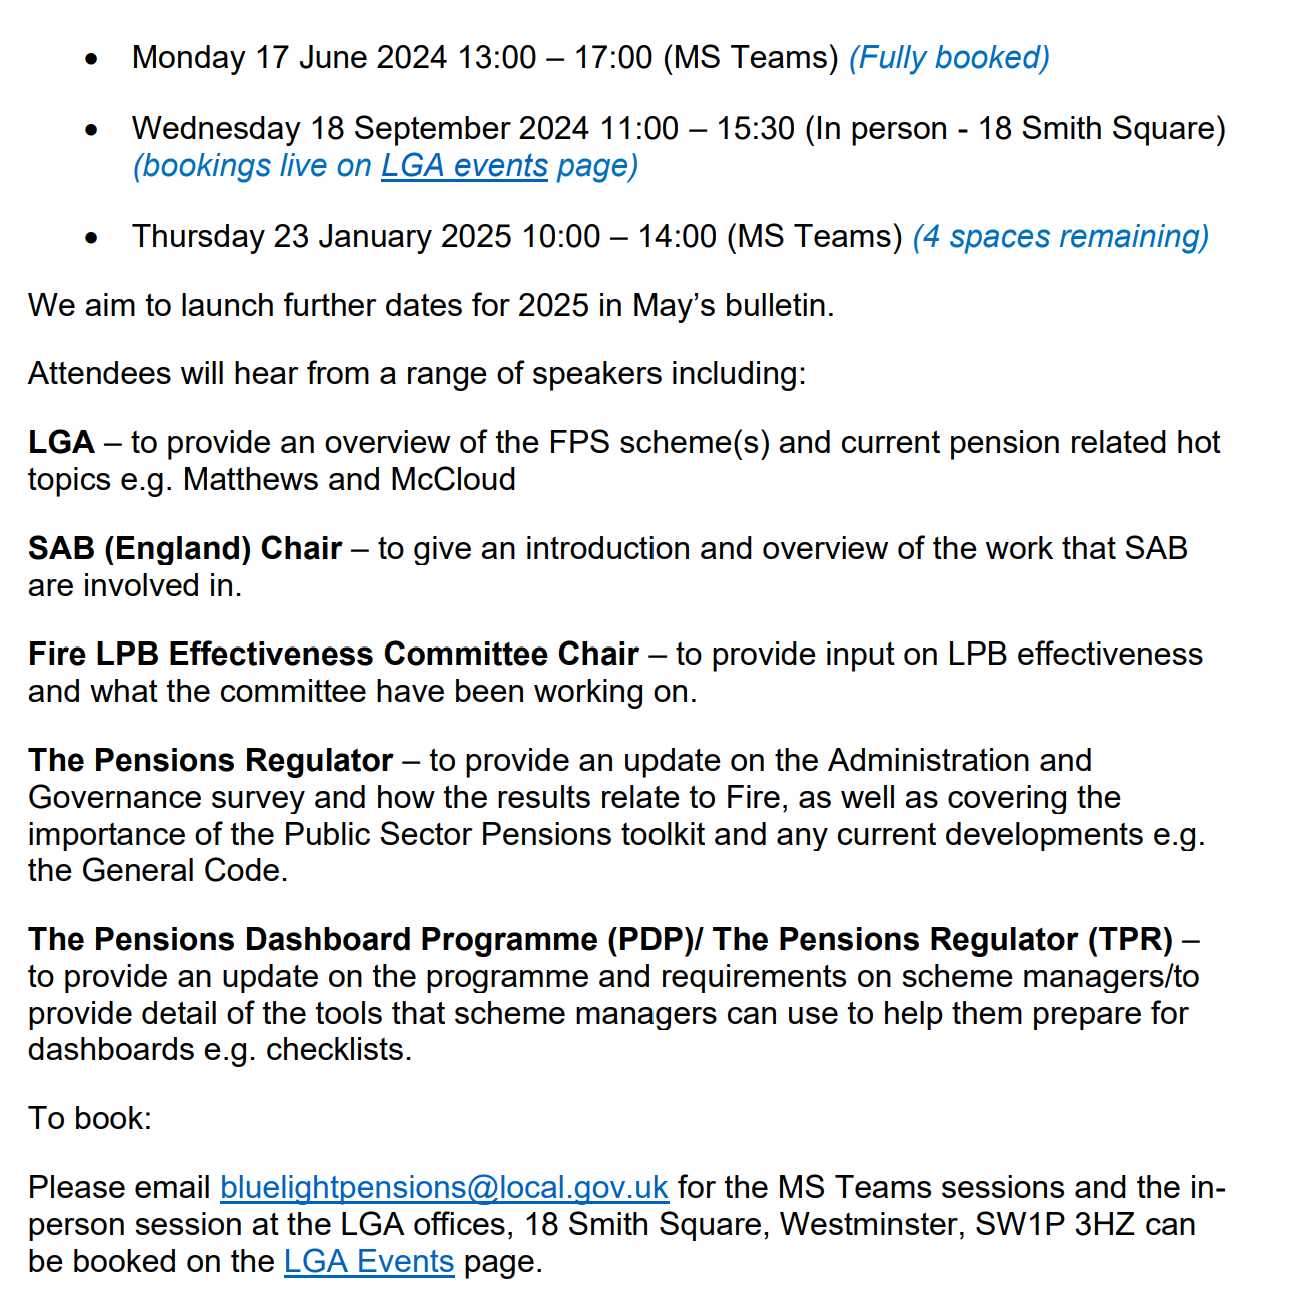 • Monday 17 June 2024 13:00 – 17:00 (MS Teams) (Fully booked)
• Wednesday 18 September 2024 11:00 – 15:30 (In person - 18 Smith Square)
(bookings live on LGA events page)
• Thursday 23 January 2025 10:00 – 14:00 (MS Teams) (4 spaces remaining)
We aim to launch further dates for 2025 in May’s bulletin.
Attendees will hear from a range of speakers including:
LGA – to provide an overview of the FPS scheme(s) and current pension related hot
topics e.g. Matthews and McCloud
SAB (England) Chair – to give an introduction and overview of the work that SAB
are involved in.
Fire LPB Effectiveness Committee Chair – to provide input on LPB effectiveness
and what the committee have been working on.
The Pensions Regulator – to provide an update on the Administration and
Governance survey and how the results relate to Fire, as well as covering the
importance of the Public Sector Pensions toolkit and any current developments e.g.
the General Code.
The Pensions Dashboard Programme (PDP)/ The Pensions Regulator (TPR) –
to provide an update on the programme and requirements on scheme managers/to
provide detail of the tools that scheme managers can use to help them prepare for
dashboards e.g. checklists.
To book:
Please email bluelightpensions@local.gov.uk for the MS Teams sessions and the in-
person session at the LGA offices, 18 Smith Square, Westminster, SW1P 3HZ can
be booked on the LGA Events page.